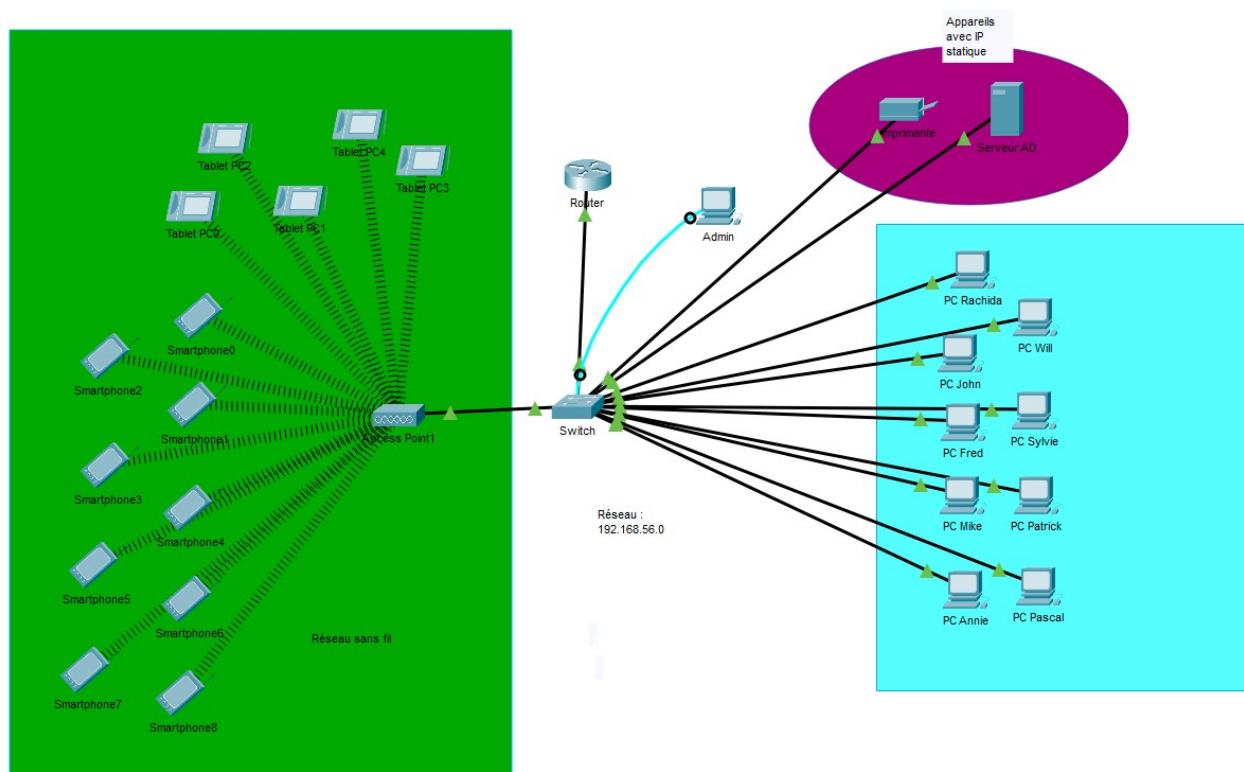 Appareils
avec IP
statique
Imprimante
Serveur AD
Tablet PC2
Tablet PC4
Tablet PC3
Tablet PC0
Tablet PC1
Router
Admin
PC Rachida
PC Will
PC John
PC Fred
PC Sylvie
PC Mike
PC Patrick
PC Annie
PC Pascal
Smartphone0
Smartphone2
Smartphone1
Access Point1
Switch
Smartphone3
Smartphone4
Smartphone5
Smartphone6
Smartphone7
Smartphone8
Réseau sans fil
Réseau :
192.168.56.0